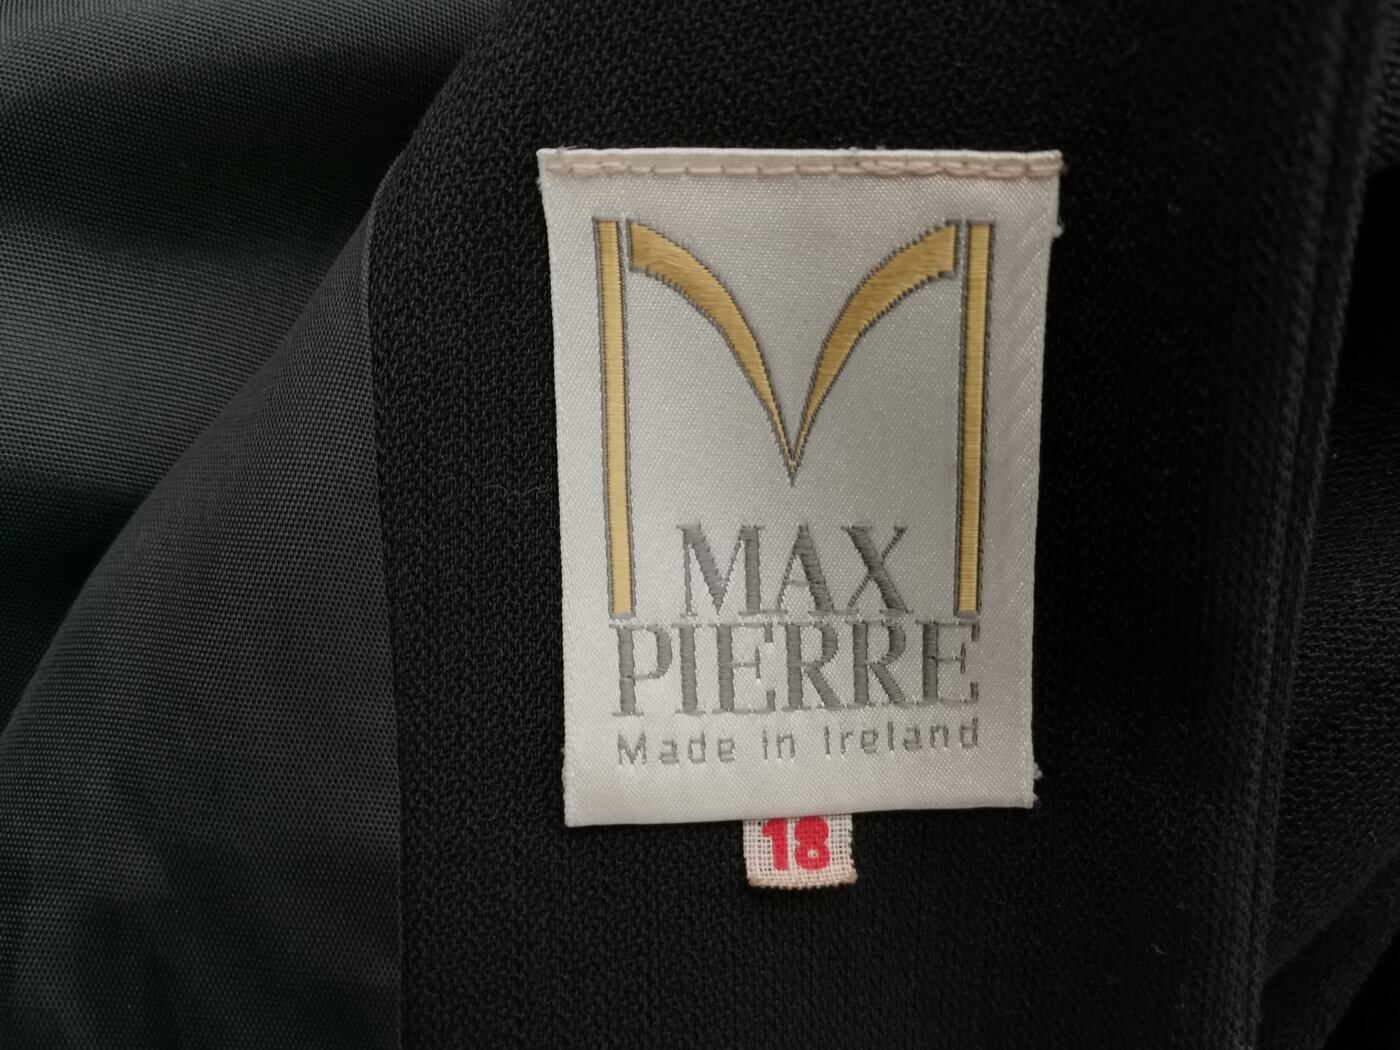 MAX
PIERRE
Made in Ireland
18